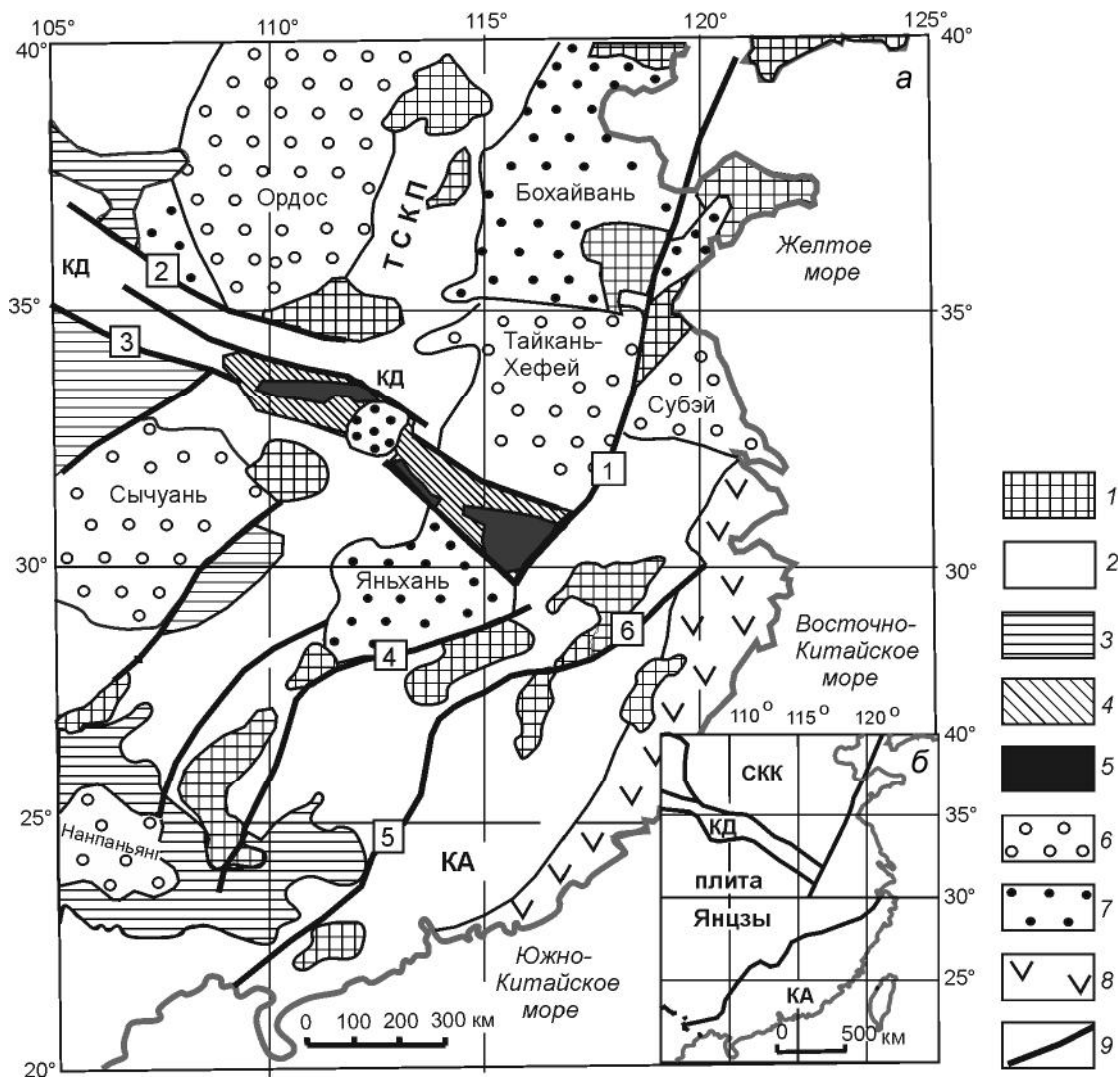 105°
110°
115°
120°
125°
40°
40°
а
Ордос
ТСКП
Бохайвань
Желтое
море
КД
2
35°
35°
3
Тайкань-
Хефей
КД
Субэй
1
Сычуань
30°
30°
Яньхань
4
6
Восточно-
Китайское
море
25°
Нанпаньянг
5
КА
Южно-
Китайское
море
0 100 200 300 км
20°
110° 115° 120°
40°
б
СКК
35°
КД
плита
30°
Янцзы
25°
КА
0 500 км
1
2
3
4
5
6
7
8
9